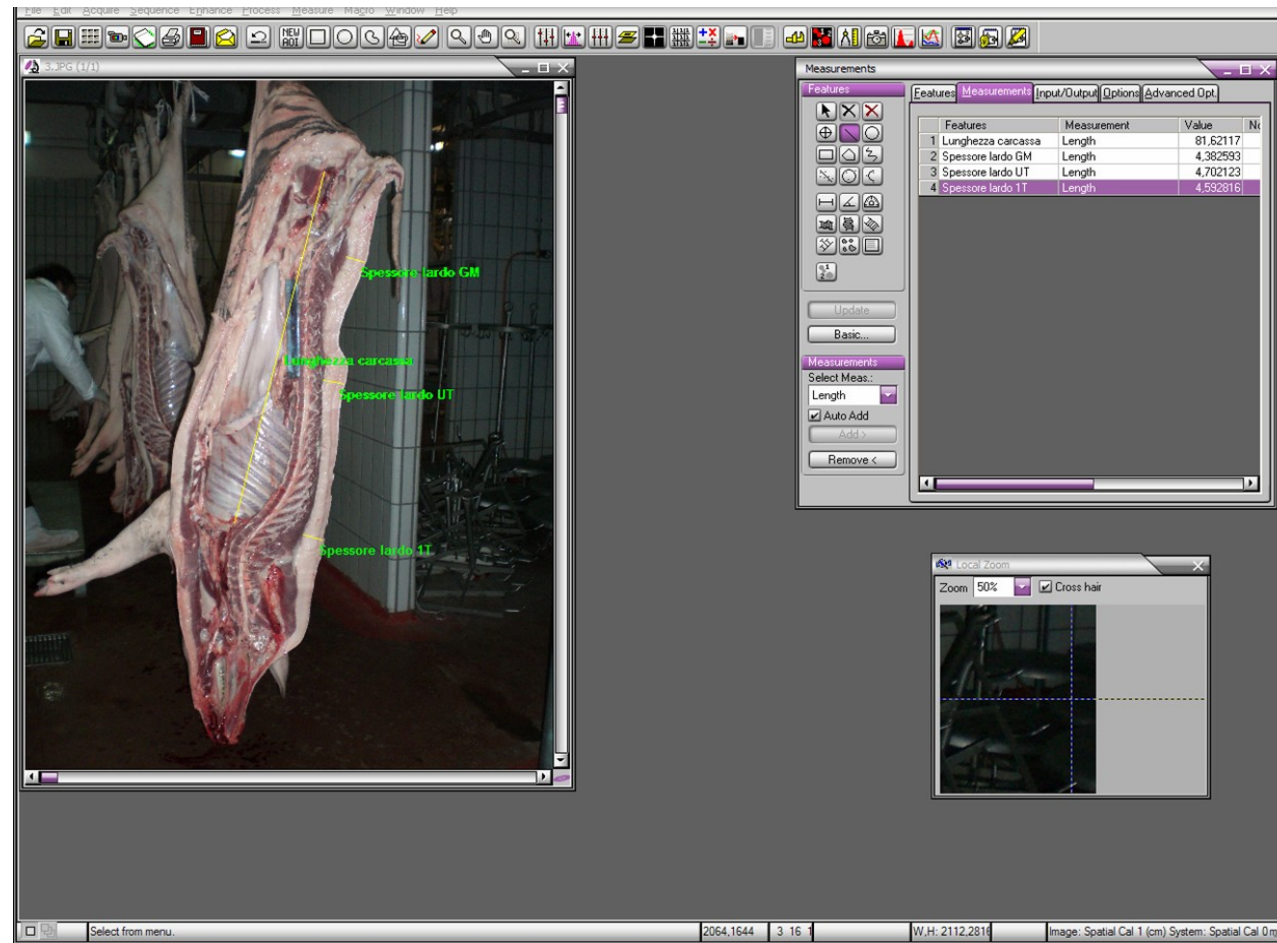 File Edit Acquire Sequence Enhance Process Measure Macro Window Help
NEW AOI
3.JPG (1/1)
Spessore lardo GM
Lunghezza carcassa
Spessore lardo UT
Spessore lardo 1T
Measurements
Features
Update
Basic...
Measurements
Select Meas.:
Length
Auto Add
Add >
Remove <
Features Measurements Input/Output Options Advanced Opt.
Features Measurement Value
1 Lunghezza carcassa Length 81,62117
2 Spessore lardo GM Length 4,382593
3 Spessore lardo UT Length 4,702123
4 Spessore lardo 1T Length 4,592816
Local Zoom
Zoom 50% Cross hair
Select from menu. 2064,1644 3 16 1 W,H: 2112,2816 Image: Spatial Cal 1 (cm) System: Spatial Cal 0